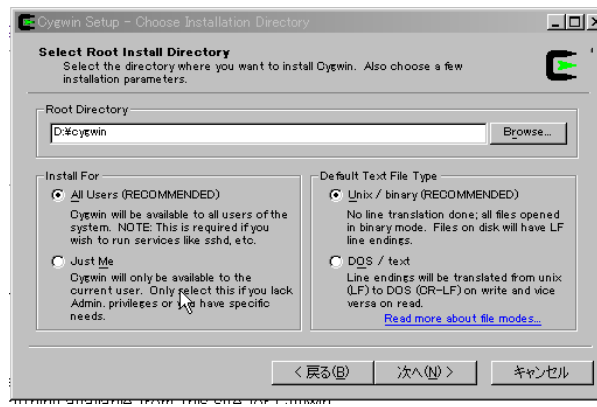 Cygwin Setup - Choose Installation Directory
Select Root Install Directory
Select the directory where you want to install Cygwin. Also choose a few
installation parameters.
Root Directory
D:¥cygwin
Browse...
Install For
All Users (RECOMMENDED)
Cygwin will be available to all users of the
system. NOTE: This is required if you
wish to run services like sshd, etc.
Just Me
Cygwin will only be available to the
current user. Only select this if you lack
Admin. privileges or you have specific
needs.
Default Text File Type
Unix / binary (RECOMMENDED)
No line translation done; all files opened
in binary mode. Files on disk will have LF
line endings.
DOS / text
Line endings will be translated from unix
(LF) to DOS (CR-LF) on write and vice
versa on read.
Read more about file modes...
< 戻る(B)
次へ(N) >
キャンセル
available from this site for Cygwin